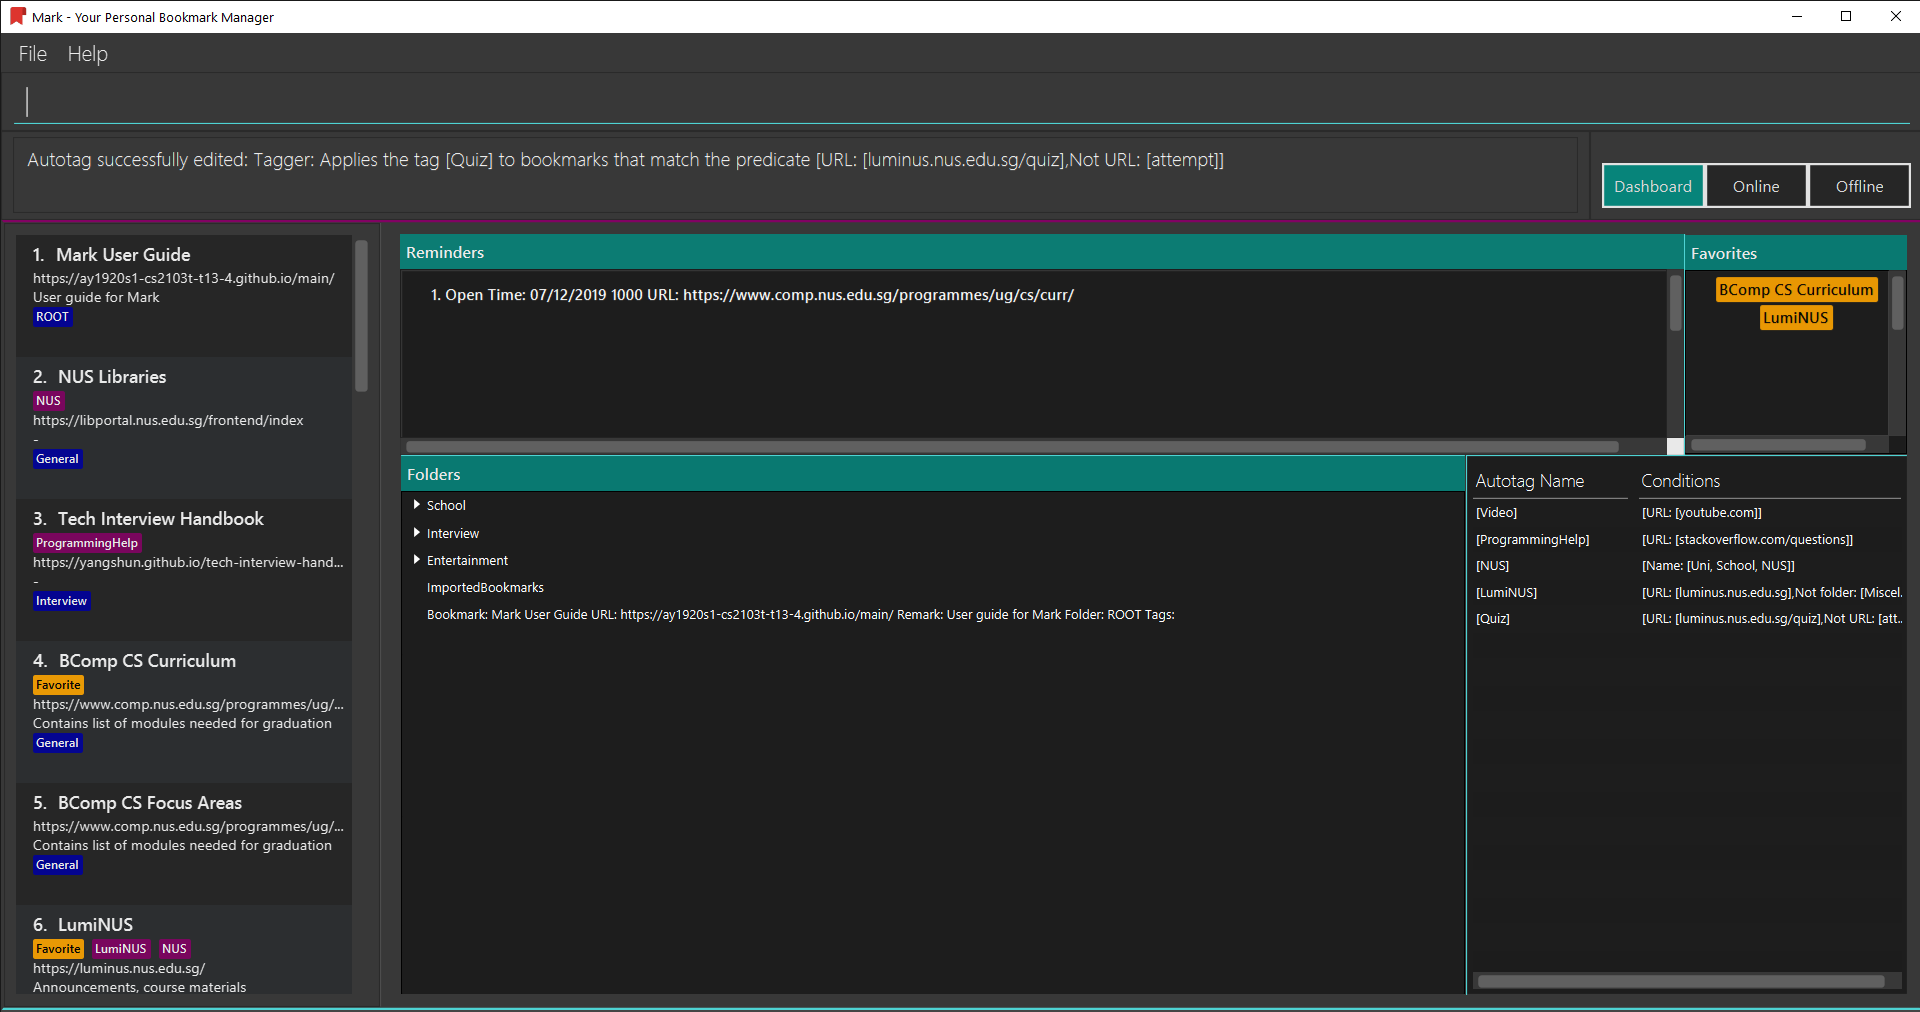 Mark - Your Personal Bookmark Manager
File Help
Autotag successfully edited: Tagger: Applies the tag [Quiz] to bookmarks that match the predicate [URL: [luminus.nus.edu.sg/quiz],Not URL: [attempt]]
Dashboard Online Offline
1. Mark User Guide
https://ay1920s1-cs2103t-t13-4.github.io/main/
User guide for Mark
ROOT
2. NUS Libraries
NUS
https://libportal.nus.edu.sg/frontend/index
-
General
3. Tech Interview Handbook
ProgrammingHelp
https://yangshun.github.io/tech-interview-hand...
-
Interview
4. BComp CS Curriculum
Favorite
https://www.comp.nus.edu.sg/programmes/ug/...
Contains list of modules needed for graduation
General
5. BComp CS Focus Areas
https://www.comp.nus.edu.sg/programmes/ug/...
Contains list of modules needed for graduation
General
6. LumiNUS
Favorite LumiNUS NUS
https://luminus.nus.edu.sg/
Announcements, course materials
Reminders
1. Open Time: 07/12/2019 1000 URL: https://www.comp.nus.edu.sg/programmes/ug/cs/curr/
Favorites
BComp CS Curriculum
LumiNUS
Folders
School
Interview
Entertainment
ImportedBookmarks
Bookmark: Mark User Guide URL: https://ay1920s1-cs2103t-t13-4.github.io/main/ Remark: User guide for Mark Folder: ROOT Tags:
Autotag Name Conditions
[Video] [URL: [youtube.com]]
[ProgrammingHelp] [URL: [stackoverflow.com/questions]]
[NUS] [Name: [Uni, School, NUS]]
[LumiNUS] [URL: [luminus.nus.edu.sg],Not folder: [Miscel...
[Quiz] [URL: [luminus.nus.edu.sg/quiz],Not URL: [att...